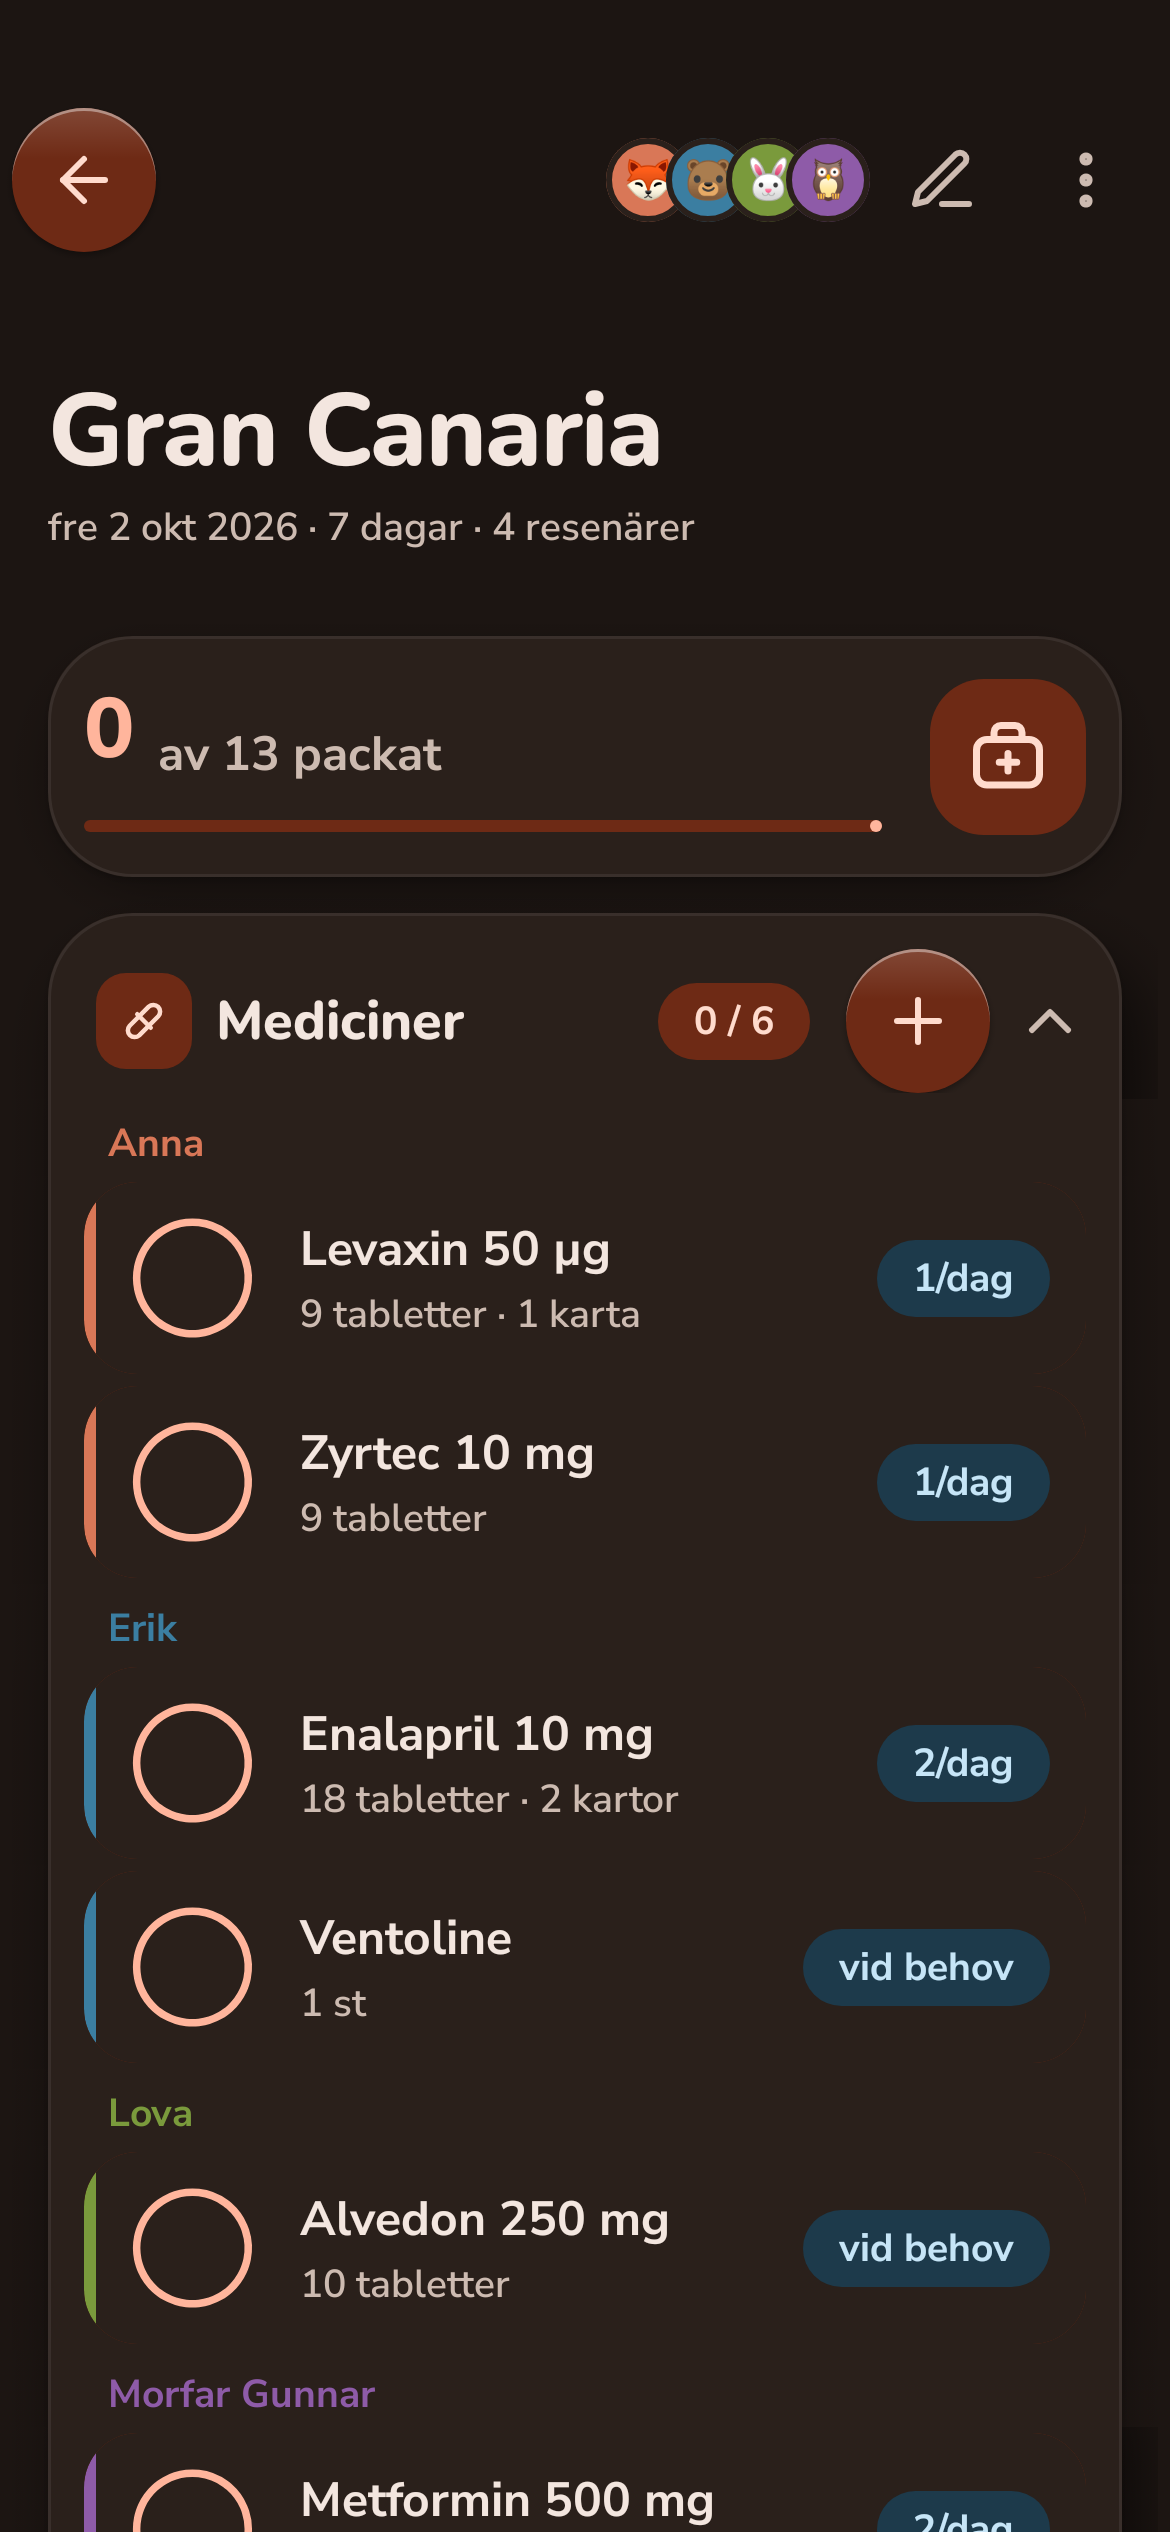 Gran Canaria
fre 2 okt 2026 · 7 dagar · 4 resenärer
0 av 13 packat
Mediciner 0 / 6
Anna
Levaxin 50 µg
9 tabletter · 1 karta
1/dag
Zyrtec 10 mg
9 tabletter
1/dag
Erik
Enalapril 10 mg
18 tabletter · 2 kartor
2/dag
Ventoline
1 st
vid behov
Lova
Alvedon 250 mg
10 tabletter
vid behov
Morfar Gunnar
Metformin 500 mg
2/dag